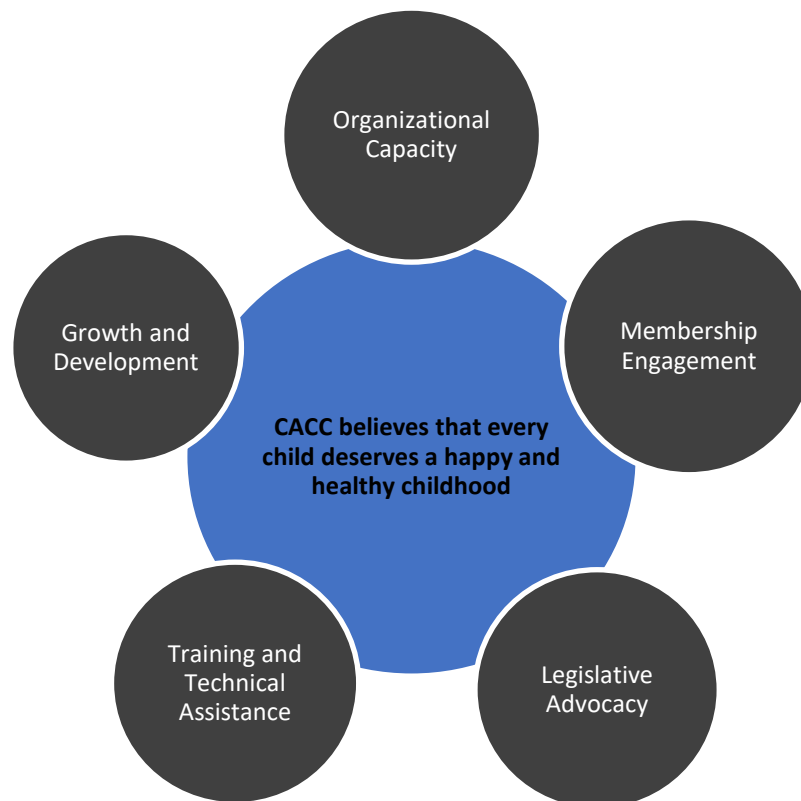 Organizational
Capacity
Membership
Engagement
Growth and
Development
CACC believes that every
child deserves a happy and
healthy childhood
Training and
Technical
Assistance
Legislative
Advocacy